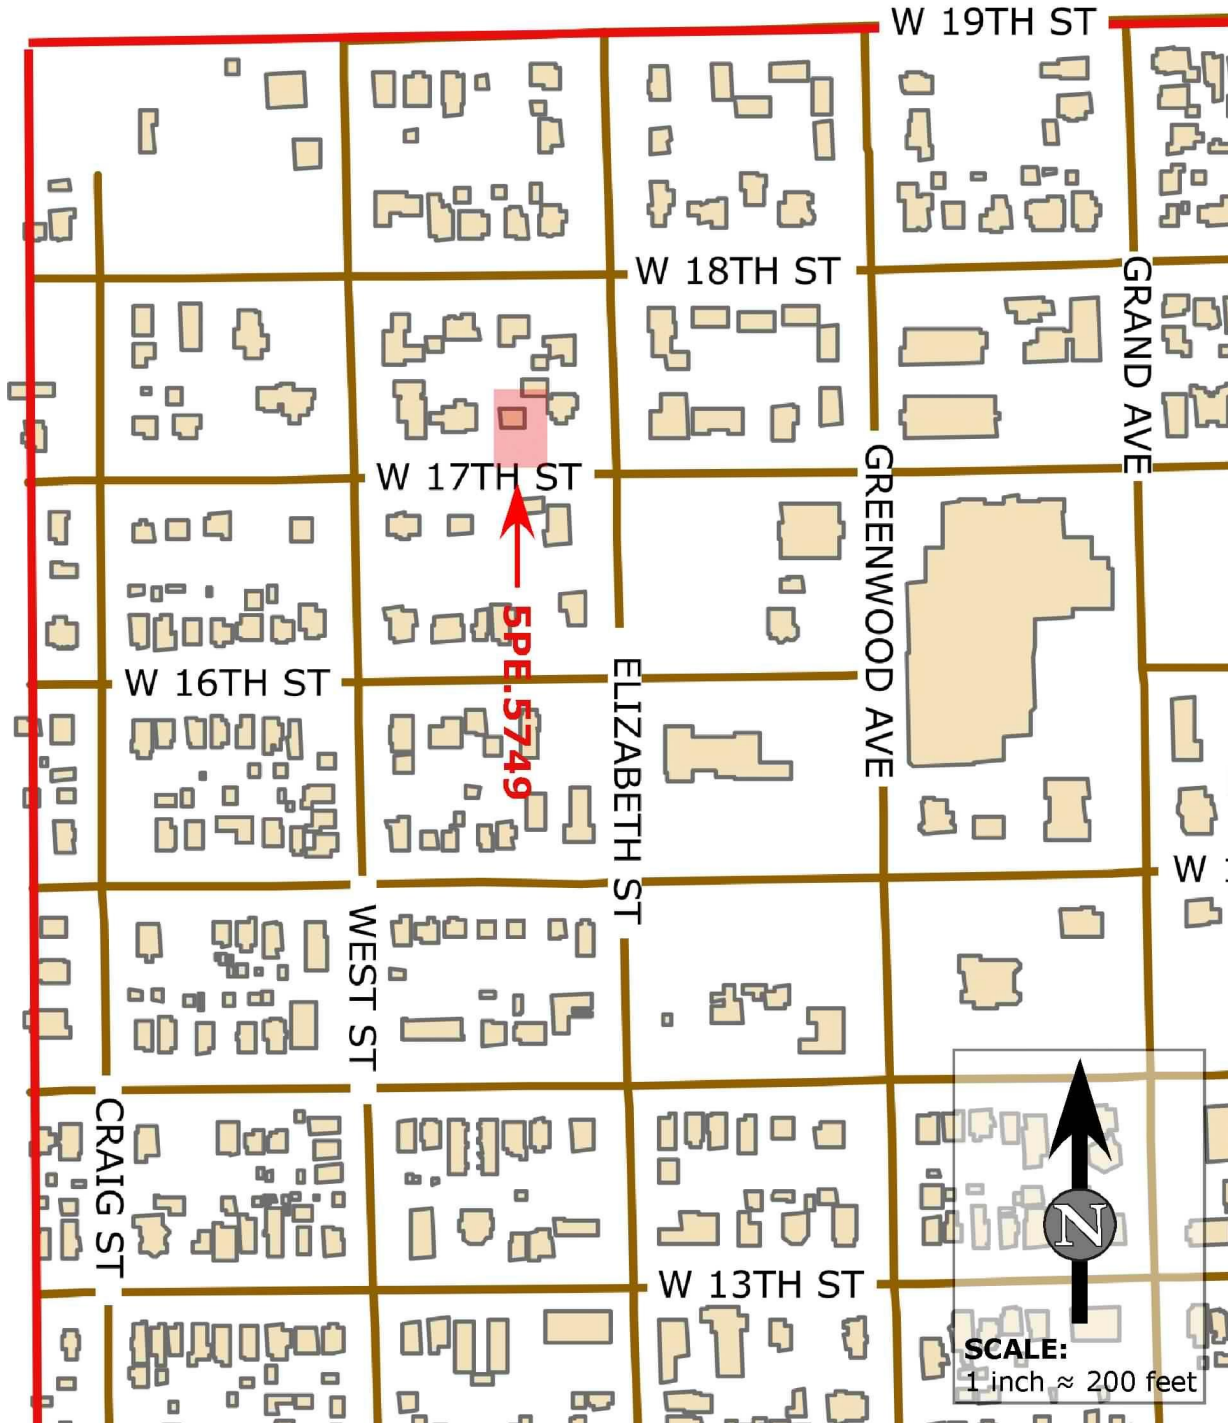 W 19TH ST
W 18TH ST
GRAND AVE
W 17TH ST
GREENWOOD AVE
5PE.5749
W 16TH ST
ELIZABETH ST
W
WEST ST
CRAIG ST
N
W 13TH ST
SCALE:
1 inch ≈ 200 feet